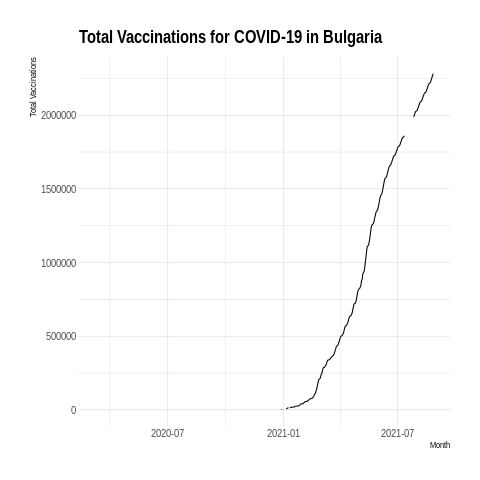 Total Vaccinations for COVID-19 in Bulgaria
Total Vaccinations
2000000
1500000
1000000
500000
0
2020-07
2021-01
2021-07
Month